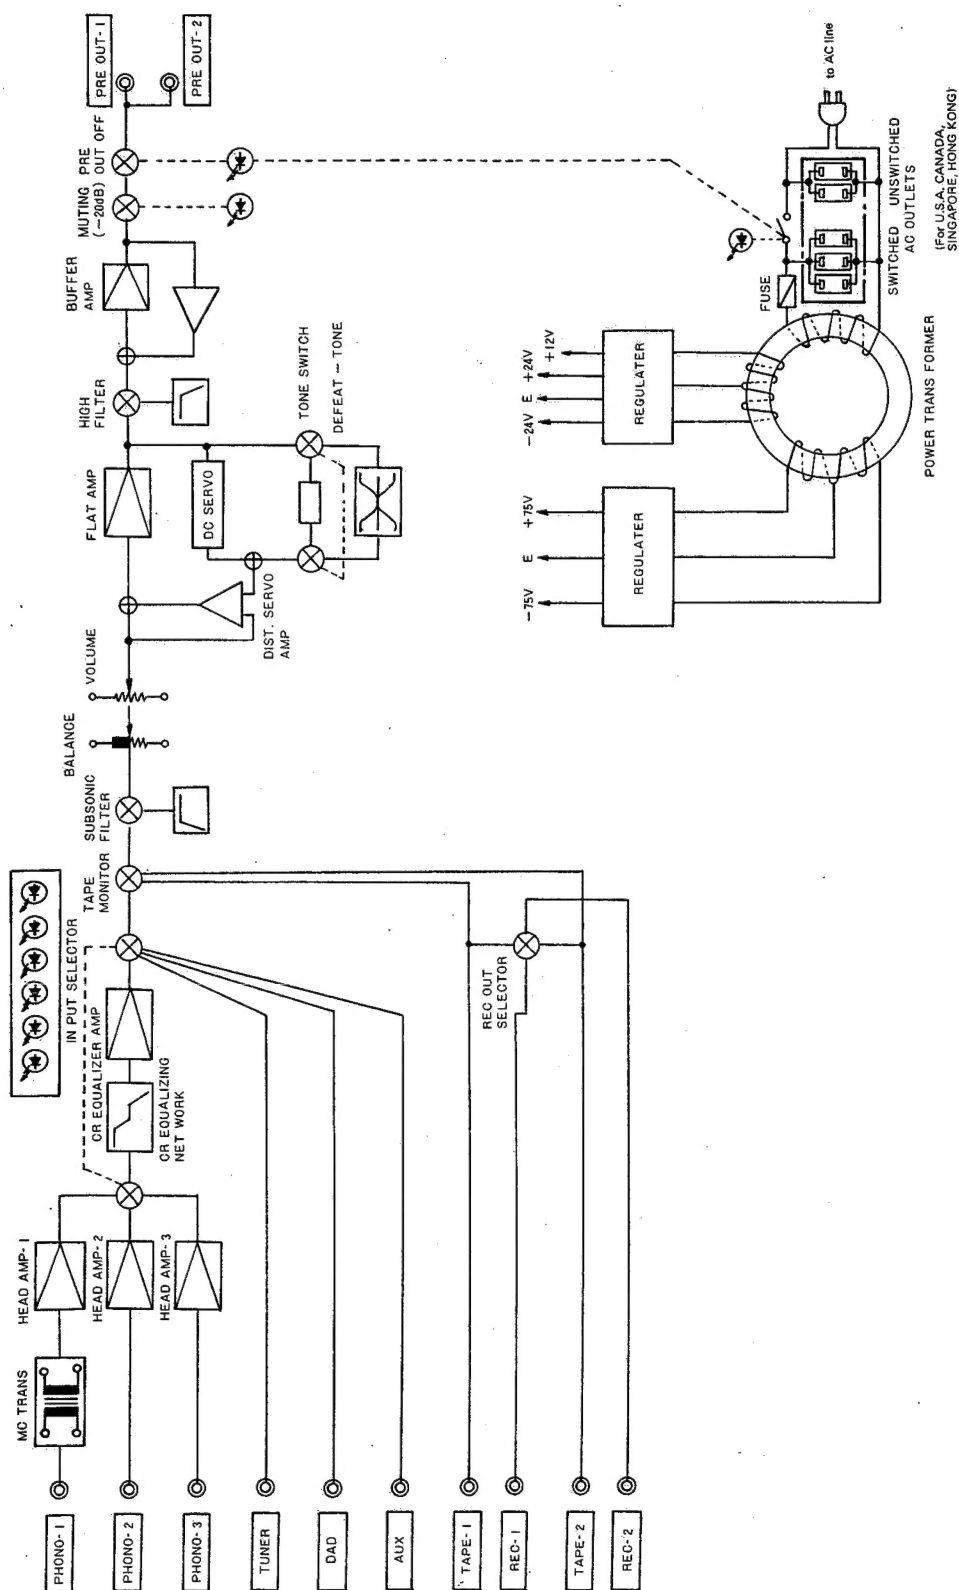 PHONO-1
PHONO-2
PHONO-3
TUNER
DAD
AUX
TAPE-1
REC-1
TAPE-2
REC-2
MC TRANS
HEAD AMP-1
HEAD AMP-2
HEAD AMP-3
CR EQUALIZER AMP
CR EQUALIZING
NET WORK
IN PUT SELECTOR
TAPE
MONITOR
REC OUT
SELECTOR
SUBSONIC
FILTER
BALANCE
VOLUME
DIST. SERVO
AMP
FLAT AMP
DC SERVO
TONE SWITCH
DEFEAT-TONE
HIGH
FILTER
BUFFER
AMP
MUTING
(-20dB)
PRE
OUT OFF
PRE OUT-1
PRE OUT-2
-75V
E
+75V
REGULATER
-24V
E
+24V
+12V
REGULATER
POWER TRANS FORMER
FUSE
SWITCHED UNSWITCHED
AC OUTLETS
to AC line
(For U.S.A, CANADA,
SINGAPORE, HONG KONG)